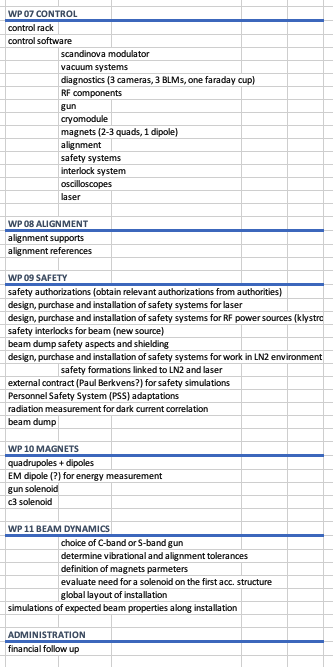 WP 07 CONTROL
control rack
control software
scandinova modulator
vacuum systems
diagnostics (3 cameras, 3 BLMs, one faraday cup)
RF components
gun
cryomodule
magnets (2-3 quads, 1 dipole)
alignment
safety systems
interlock system
oscilloscopes
laser
WP 08 ALIGNMENT
alignment supports
alignment references
WP 09 SAFETY
safety authorizations (obtain relevant authorizations from authorities)
design, purchase and installation of safety systems for laser
design, purchase and installation of safety systems for RF power sources (klystro
safety interlocks for beam (new source)
beam dump safety aspects and shielding
design, purchase and installation of safety systems for work in LN2 environment
safety formations linked to LN2 and laser
external contract (Paul Berkvens?) for safety simulations
Personnel Safety System (PSS) adaptations
radiation measurement for dark current correlation
beam dump
WP 10 MAGNETS
quadrupoles + dipoles
EM dipole (?) for energy measurement
gun solenoid
c3 solenoid
WP 11 BEAM DYNAMICS
choice of C-band or S-band gun
determine vibrational and alignment tolerances
definition of magnets parmeters
evaluate need for a solenoid on the first acc. structure
global layout of installation
simulations of expected beam properties along installation
ADMINISTRATION
financial follow up